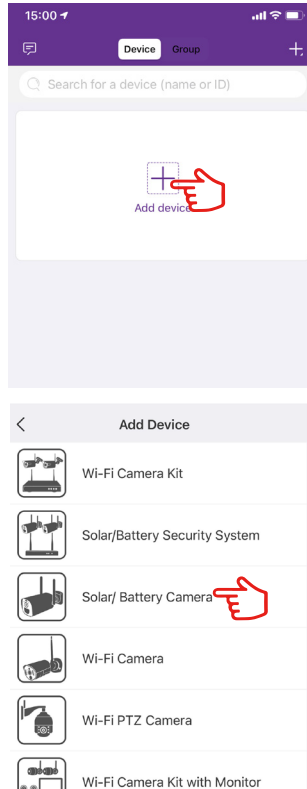 15:00
Device
Group
Search for a device (name or ID)
Add device
Add Device
Wi-Fi Camera Kit
Solar/Battery Security System
Solar/ Battery Camera
Wi-Fi Camera
Wi-Fi PTZ Camera
Wi-Fi Camera Kit with Monitor